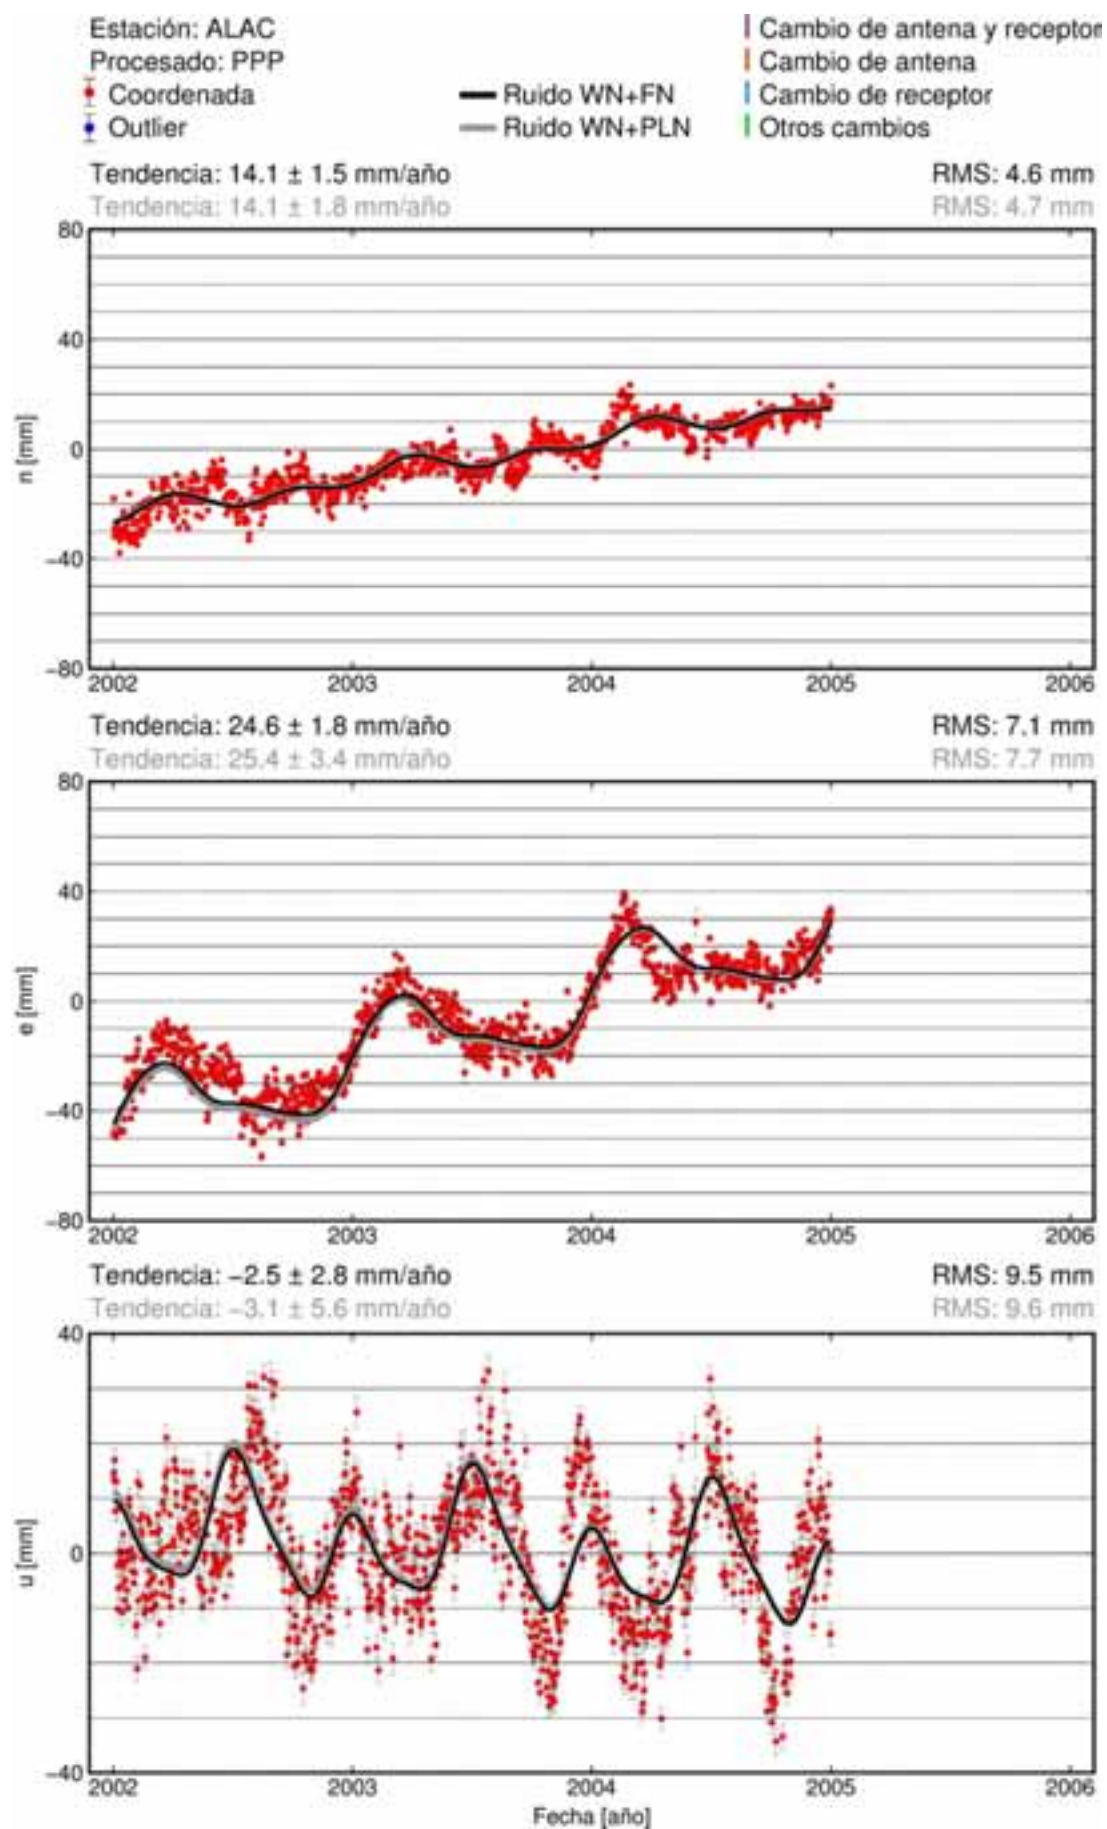 Estación: ALAC
Procesado: PPP
Coordenada
Outlier
Ruido WN+FN
Ruido WN+PLN
Cambio de antena y receptor
Cambio de antena
Cambio de receptor
Otros cambios
Tendencia: 14.1 ± 1.5 mm/año RMS: 4.6 mm
Tendencia: 14.1 ± 1.8 mm/año RMS: 4.7 mm
80
40
0
−40
−80
n [mm]
2002 2003 2004 2005 2006
Tendencia: 24.6 ± 1.8 mm/año RMS: 7.1 mm
Tendencia: 25.4 ± 3.4 mm/año RMS: 7.7 mm
80
40
0
−40
−80
e [mm]
2002 2003 2004 2005 2006
Tendencia: −2.5 ± 2.8 mm/año RMS: 9.5 mm
Tendencia: −3.1 ± 5.6 mm/año RMS: 9.6 mm
40
0
−40
u [mm]
2002 2003 2004 2005 2006
Fecha [año]